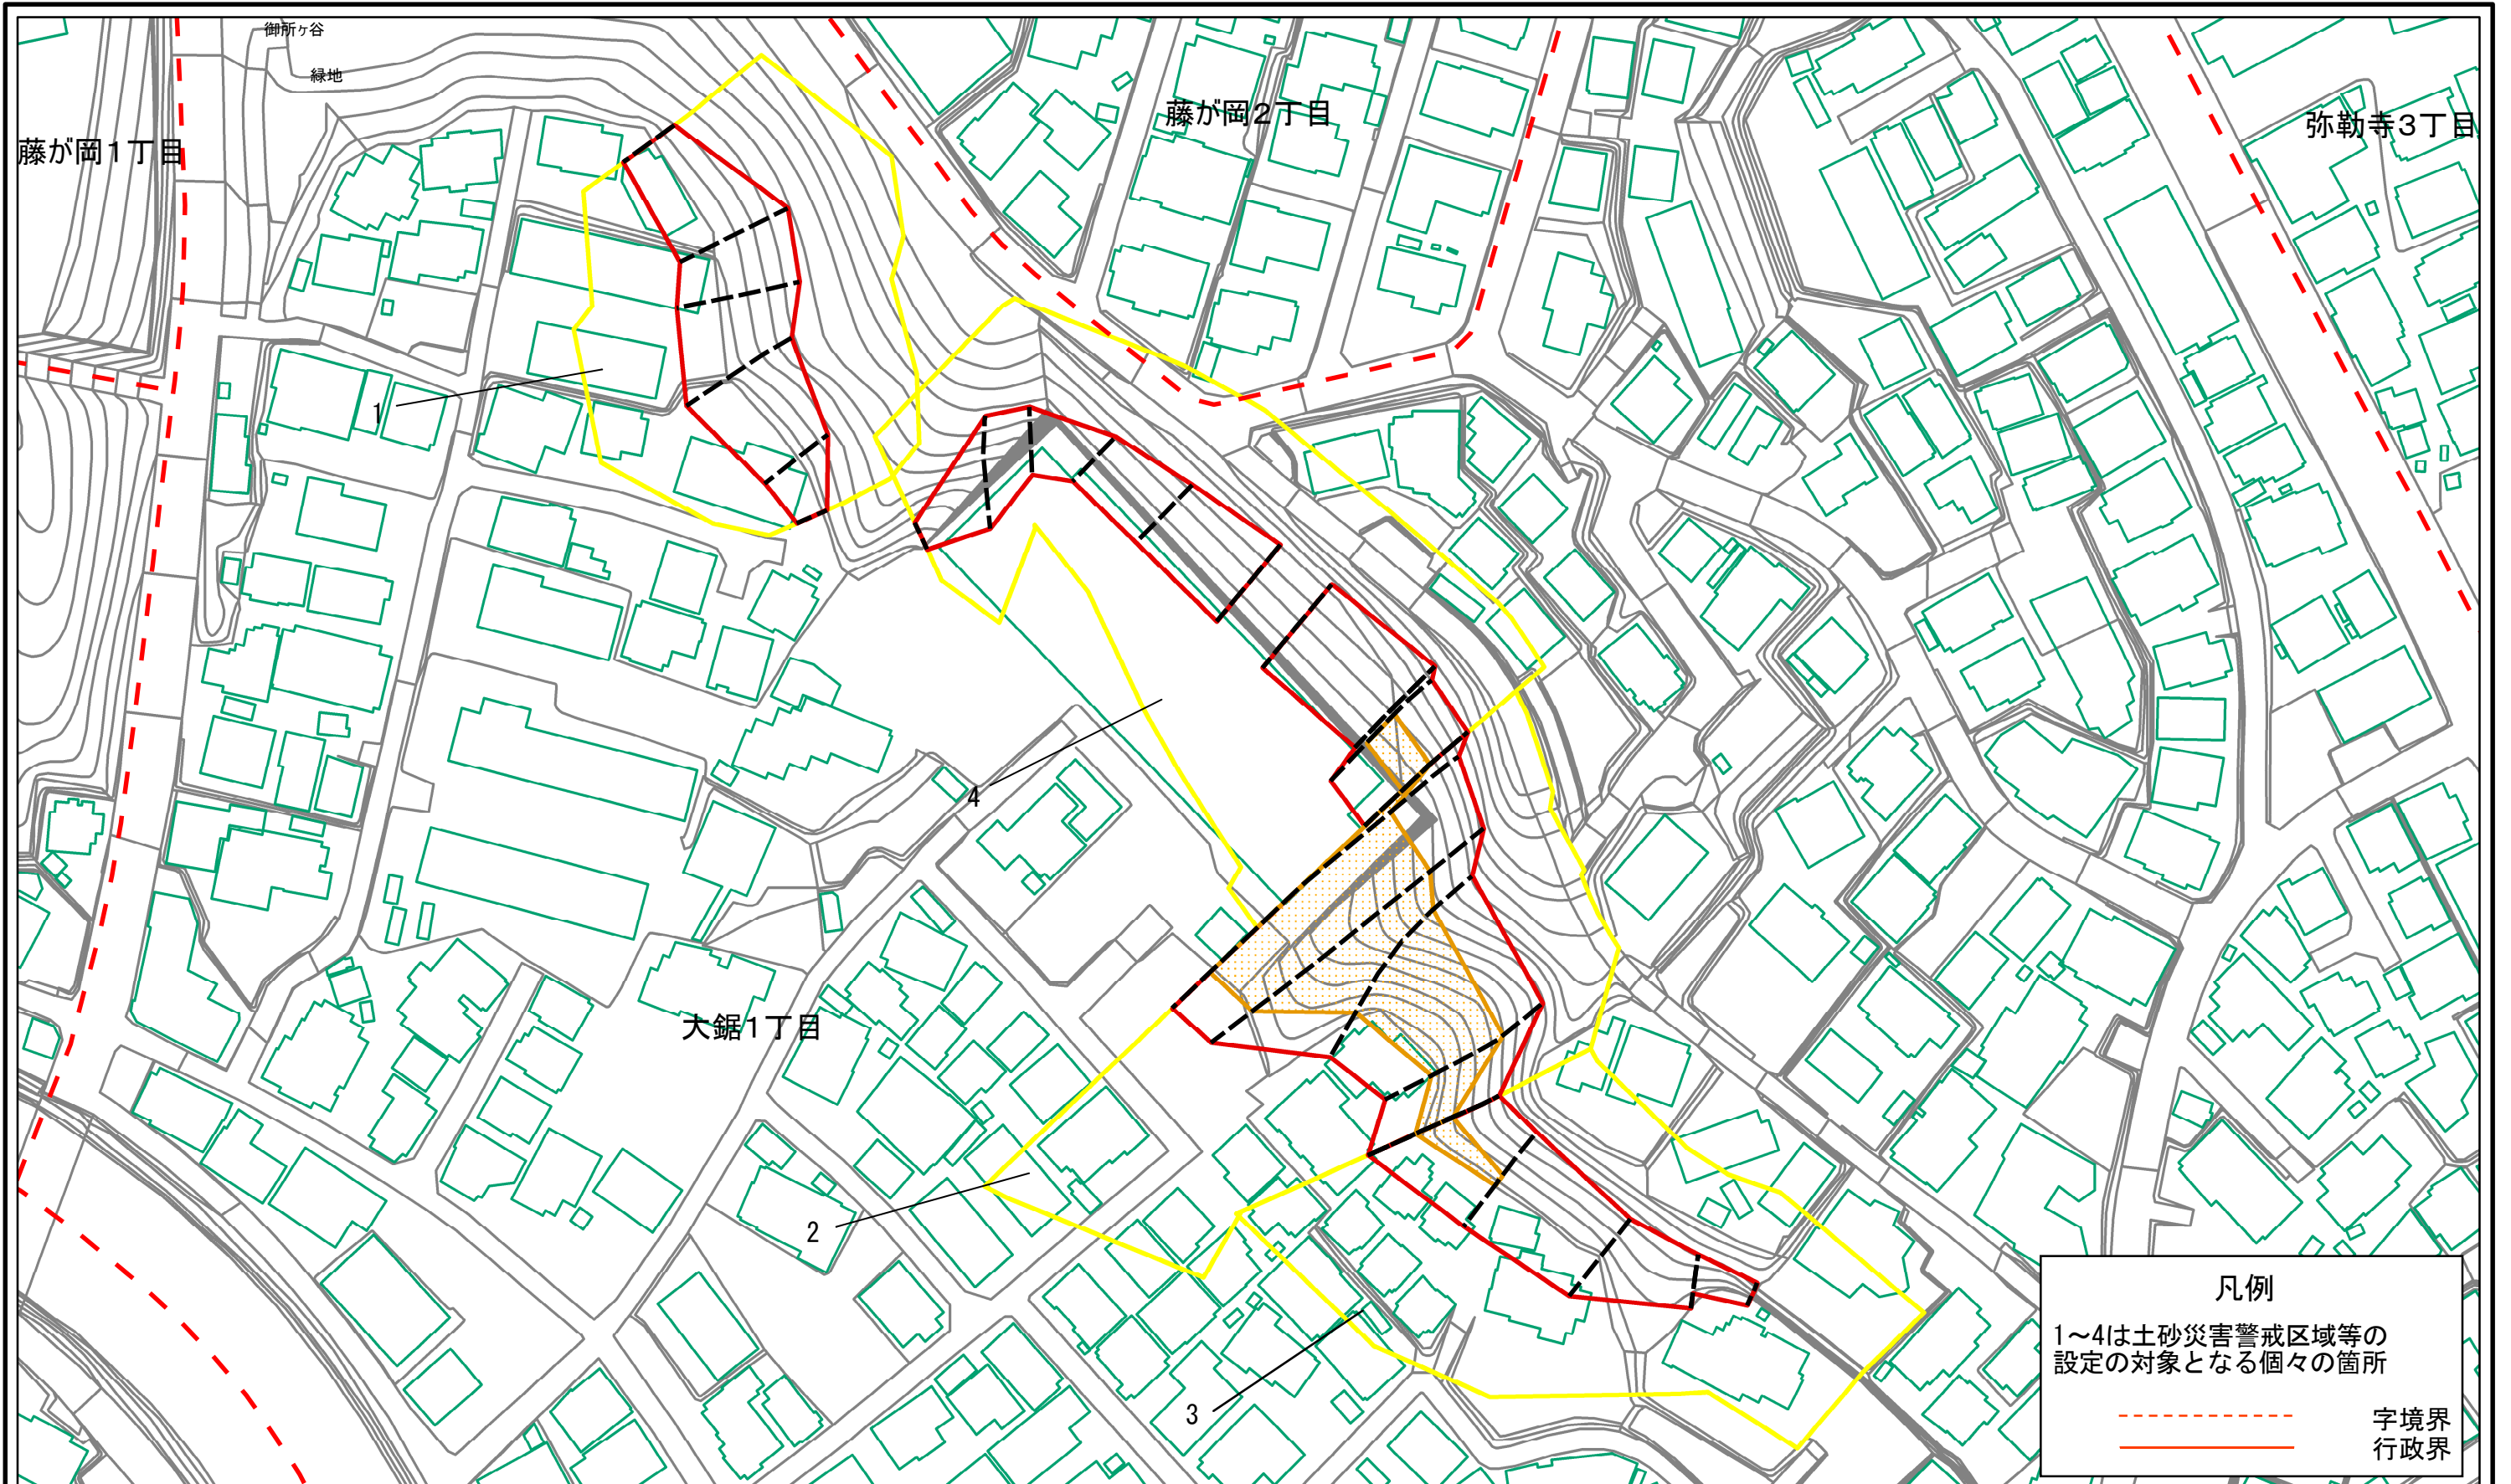 御所ヶ谷
緑地
藤が岡1丁目
藤が岡2丁目
弥勒寺3丁目
1
4
大鋸1丁目
2
3
凡例
1～4は土砂災害警戒区域等の
設定の対象となる個々の箇所
字境界
行政界